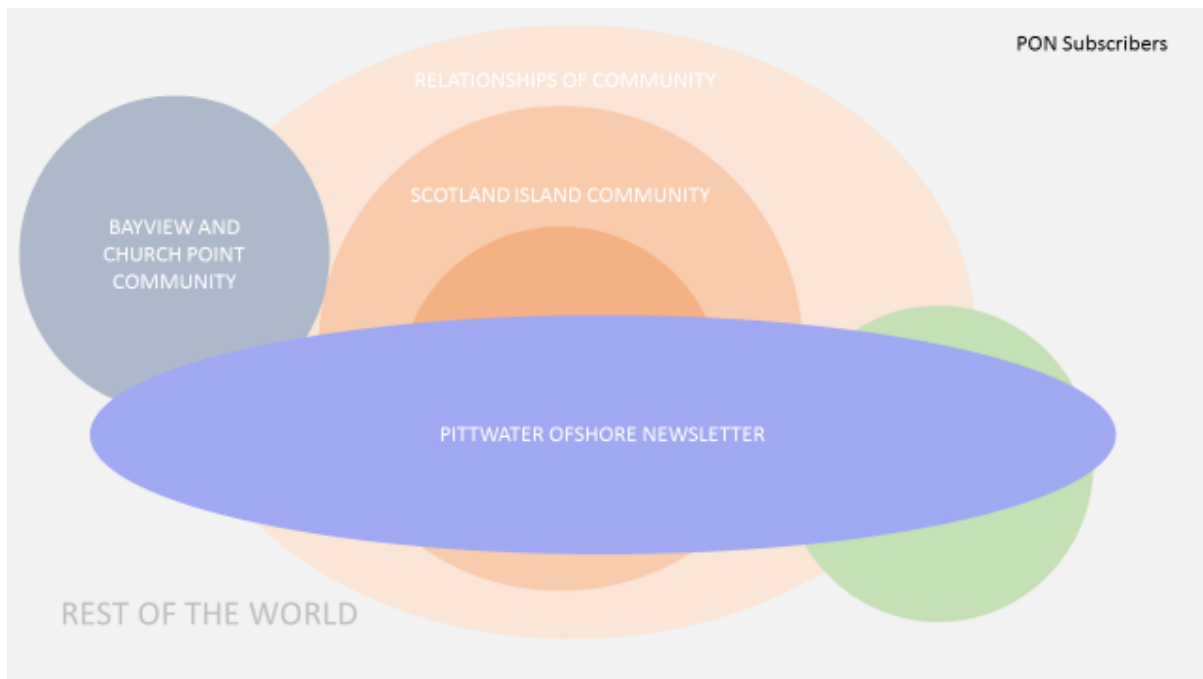 PON Subscribers
RELATIONSHIPS OF COMMUNITY
SCOTLAND ISLAND COMMUNITY
BAYVIEW AND
CHURCH POINT
COMMUNITY
PITTWATER OFSHORE NEWSLETTER
REST OF THE WORLD